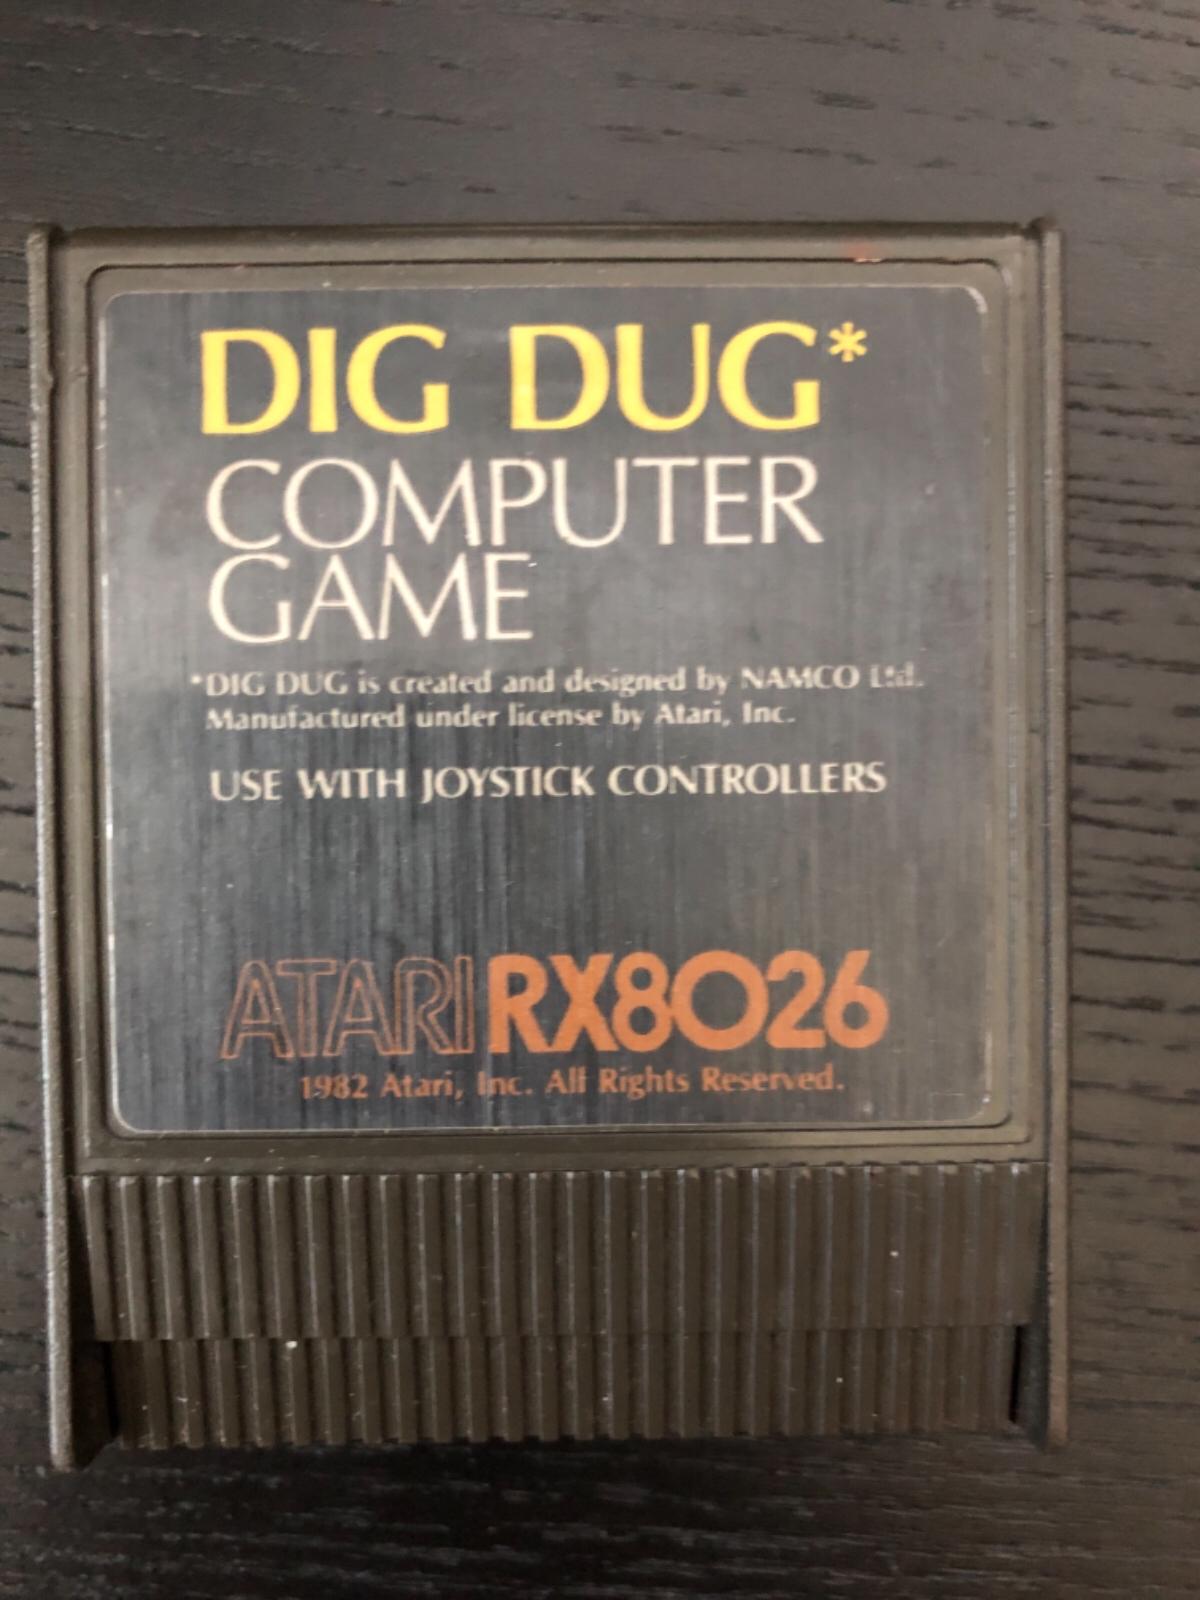 DIG DUG*
COMPUTER
GAME
*DIG DUG is created and designed by NAMCO Ltd.
Manufactured under license by Atari, Inc.
USE WITH JOYSTICK CONTROLLERS
ATARI RX8026
1982 Atari, Inc. All Rights Reserved.